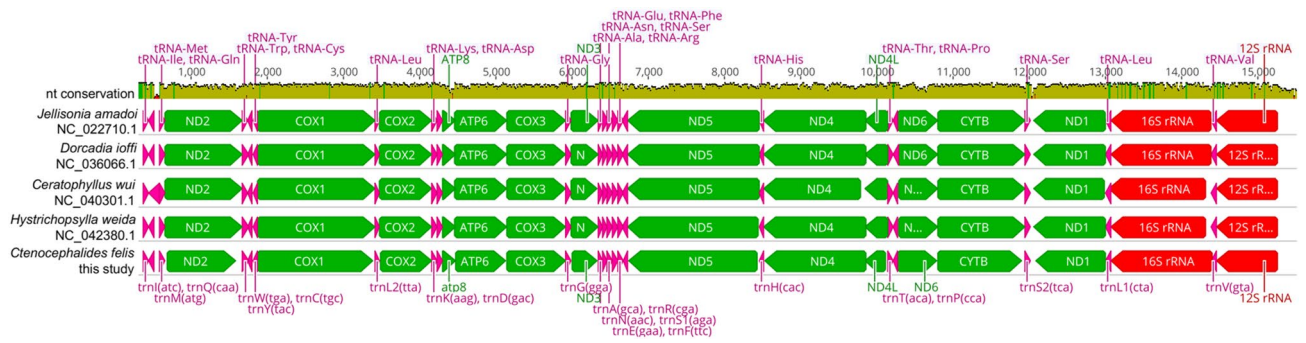 tRNA-Glu, tRNA-Phe
tRNA-Tyr
tRNA-Asn, tRNA-Ser
tRNA-Met
tRNA-Trp, tRNA-Cys
tRNA-Lys, tRNA-Asp
ND3
tRNA-Ala, tRNA-Arg
tRNA-Thr, tRNA-Pro
12S rRNA
tRNA-Ile, tRNA-Gln
tRNA-Leu
ATP8
tRNA-Gly
tRNA-His
ND4L
tRNA-Ser
tRNA-Leu
tRNA-Val
1,000 2,000 3,000 4,000 5,000 6,000 7,000 8,000 9,000 10,000 11,000 12,000 13,000 14,000 15,000
nt conservation
Jellisonia amadoi
NC_022710.1
ND2 COX1 COX2 ATP6 COX3 ND5 ND4 ND6 CYTB ND1 16S rRNA
Dorcadia ioffi
NC_036066.1
ND2 COX1 COX2 ATP6 COX3 N ND5 ND4 ND6 CYTB ND1 16S rRNA 12S r R...
Ceratophyllus wui
NC_040301.1
ND2 COX1 COX2 ATP6 COX3 N ND5 ND4 N... CYTB ND1 16S rRNA 12S r R...
Hystrichopsylla weida
NC_042380.1
ND2 COX1 COX2 ATP6 COX3 N ND5 ND4 N... CYTB ND1 16S rRNA 12S r R...
Ctenocephalides felis
this study
ND2 COX1 COX2 ATP6 COX3 ND5 ND4 CYTB ND1 16S rRNA
trnI(atc), trnQ(caa)
trnM(atg)
trnW(tga), trnC(tgc)
trnY(tac)
trnL2(tta)
trnK(aag), trnD(gac)
atp8
trnG(gga)
ND3
trnA(gca), trnR(cga)
trnN(aac), trnS1(aga)
trnE(gaa), trnF(ttc)
trnH(cac)
ND4L ND6
trnT(aca), trnP(cca)
trnS2(tca)
trnL1(cta)
trnV(gta)
12S rRNA